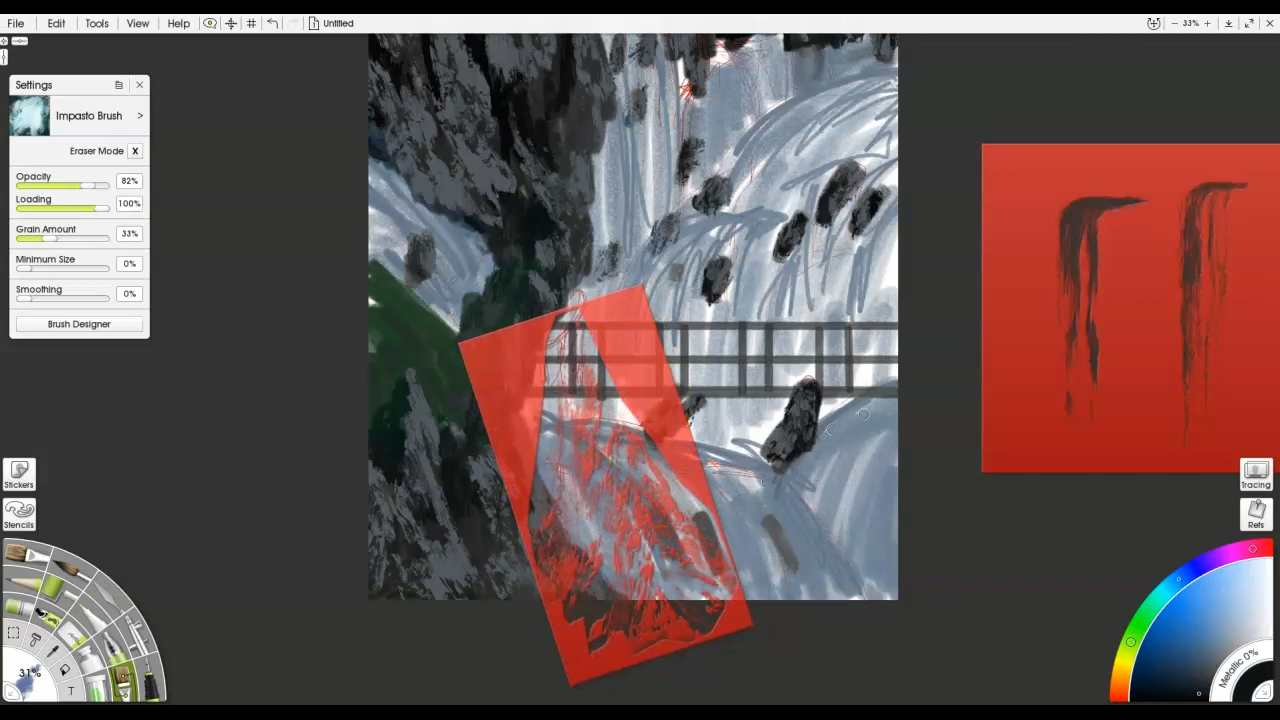 File Edit Tools View Help Untitled 33%
Settings
Impasto Brush >
Eraser Mode X
Opacity 82%
Loading 100%
Grain Amount 33%
Minimum Size 0%
Smoothing 0%
Brush Designer
Stickers
Stencils
Tracing
Refs
31%
T
Metallic 0%